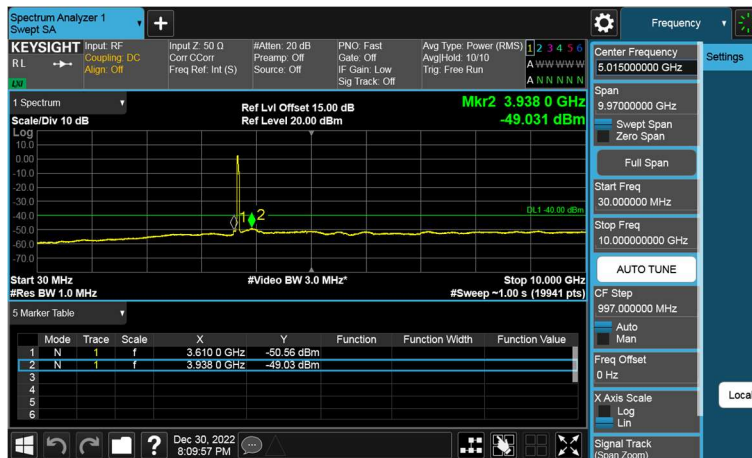 Spectrum Analyzer 1
Swept SA
Frequency
KEYSIGHT
R L
LXI
Input: RF
Coupling: DC
Align: Off
Input Z: 50 Ω
Corr CCorr
Freq Ref: Int (S)
#Atten: 20 dB
Preamp: Off
Source: Off
PNO: Fast
Gate: Off
IF Gain: Low
Sig Track: Off
Avg Type: Power (RMS)
Avg|Hold: 10/10
Trig: Free Run
1 2 3 4 5 6
A W W W W W
A N N N N N
1 Spectrum
Scale/Div 10 dB
Ref Lvl Offset 15.00 dB
Ref Level 20.00 dBm
Mkr2 3.938 0 GHz
-49.031 dBm
Log
10.0
0.00
-10.0
-20.0
-30.0
-40.0
-50.0
-60.0
-70.0
1 2
DL1 -40.00 dBm
Start 30 MHz
#Res BW 1.0 MHz
#Video BW 3.0 MHz*
Stop 10.000 GHz
#Sweep ~1.00 s (19941 pts)
5 Marker Table
Mode Trace Scale X Y Function Function Width Function Value
1 N 1 f 3.610 0 GHz -50.56 dBm
2 N 1 f 3.938 0 GHz -49.03 dBm
3
4
5
6
Dec 30, 2022
8:09:57 PM
Center Frequency
5.015000000 GHz
Settings
Span
9.97000000 GHz
Swept Span
Zero Span
Full Span
Start Freq
30.000000 MHz
Stop Freq
10.000000000 GHz
AUTO TUNE
CF Step
997.000000 MHz
Auto
Man
Freq Offset
0 Hz
X Axis Scale
Log
Lin
Local
Signal Track
(Span Zoom)